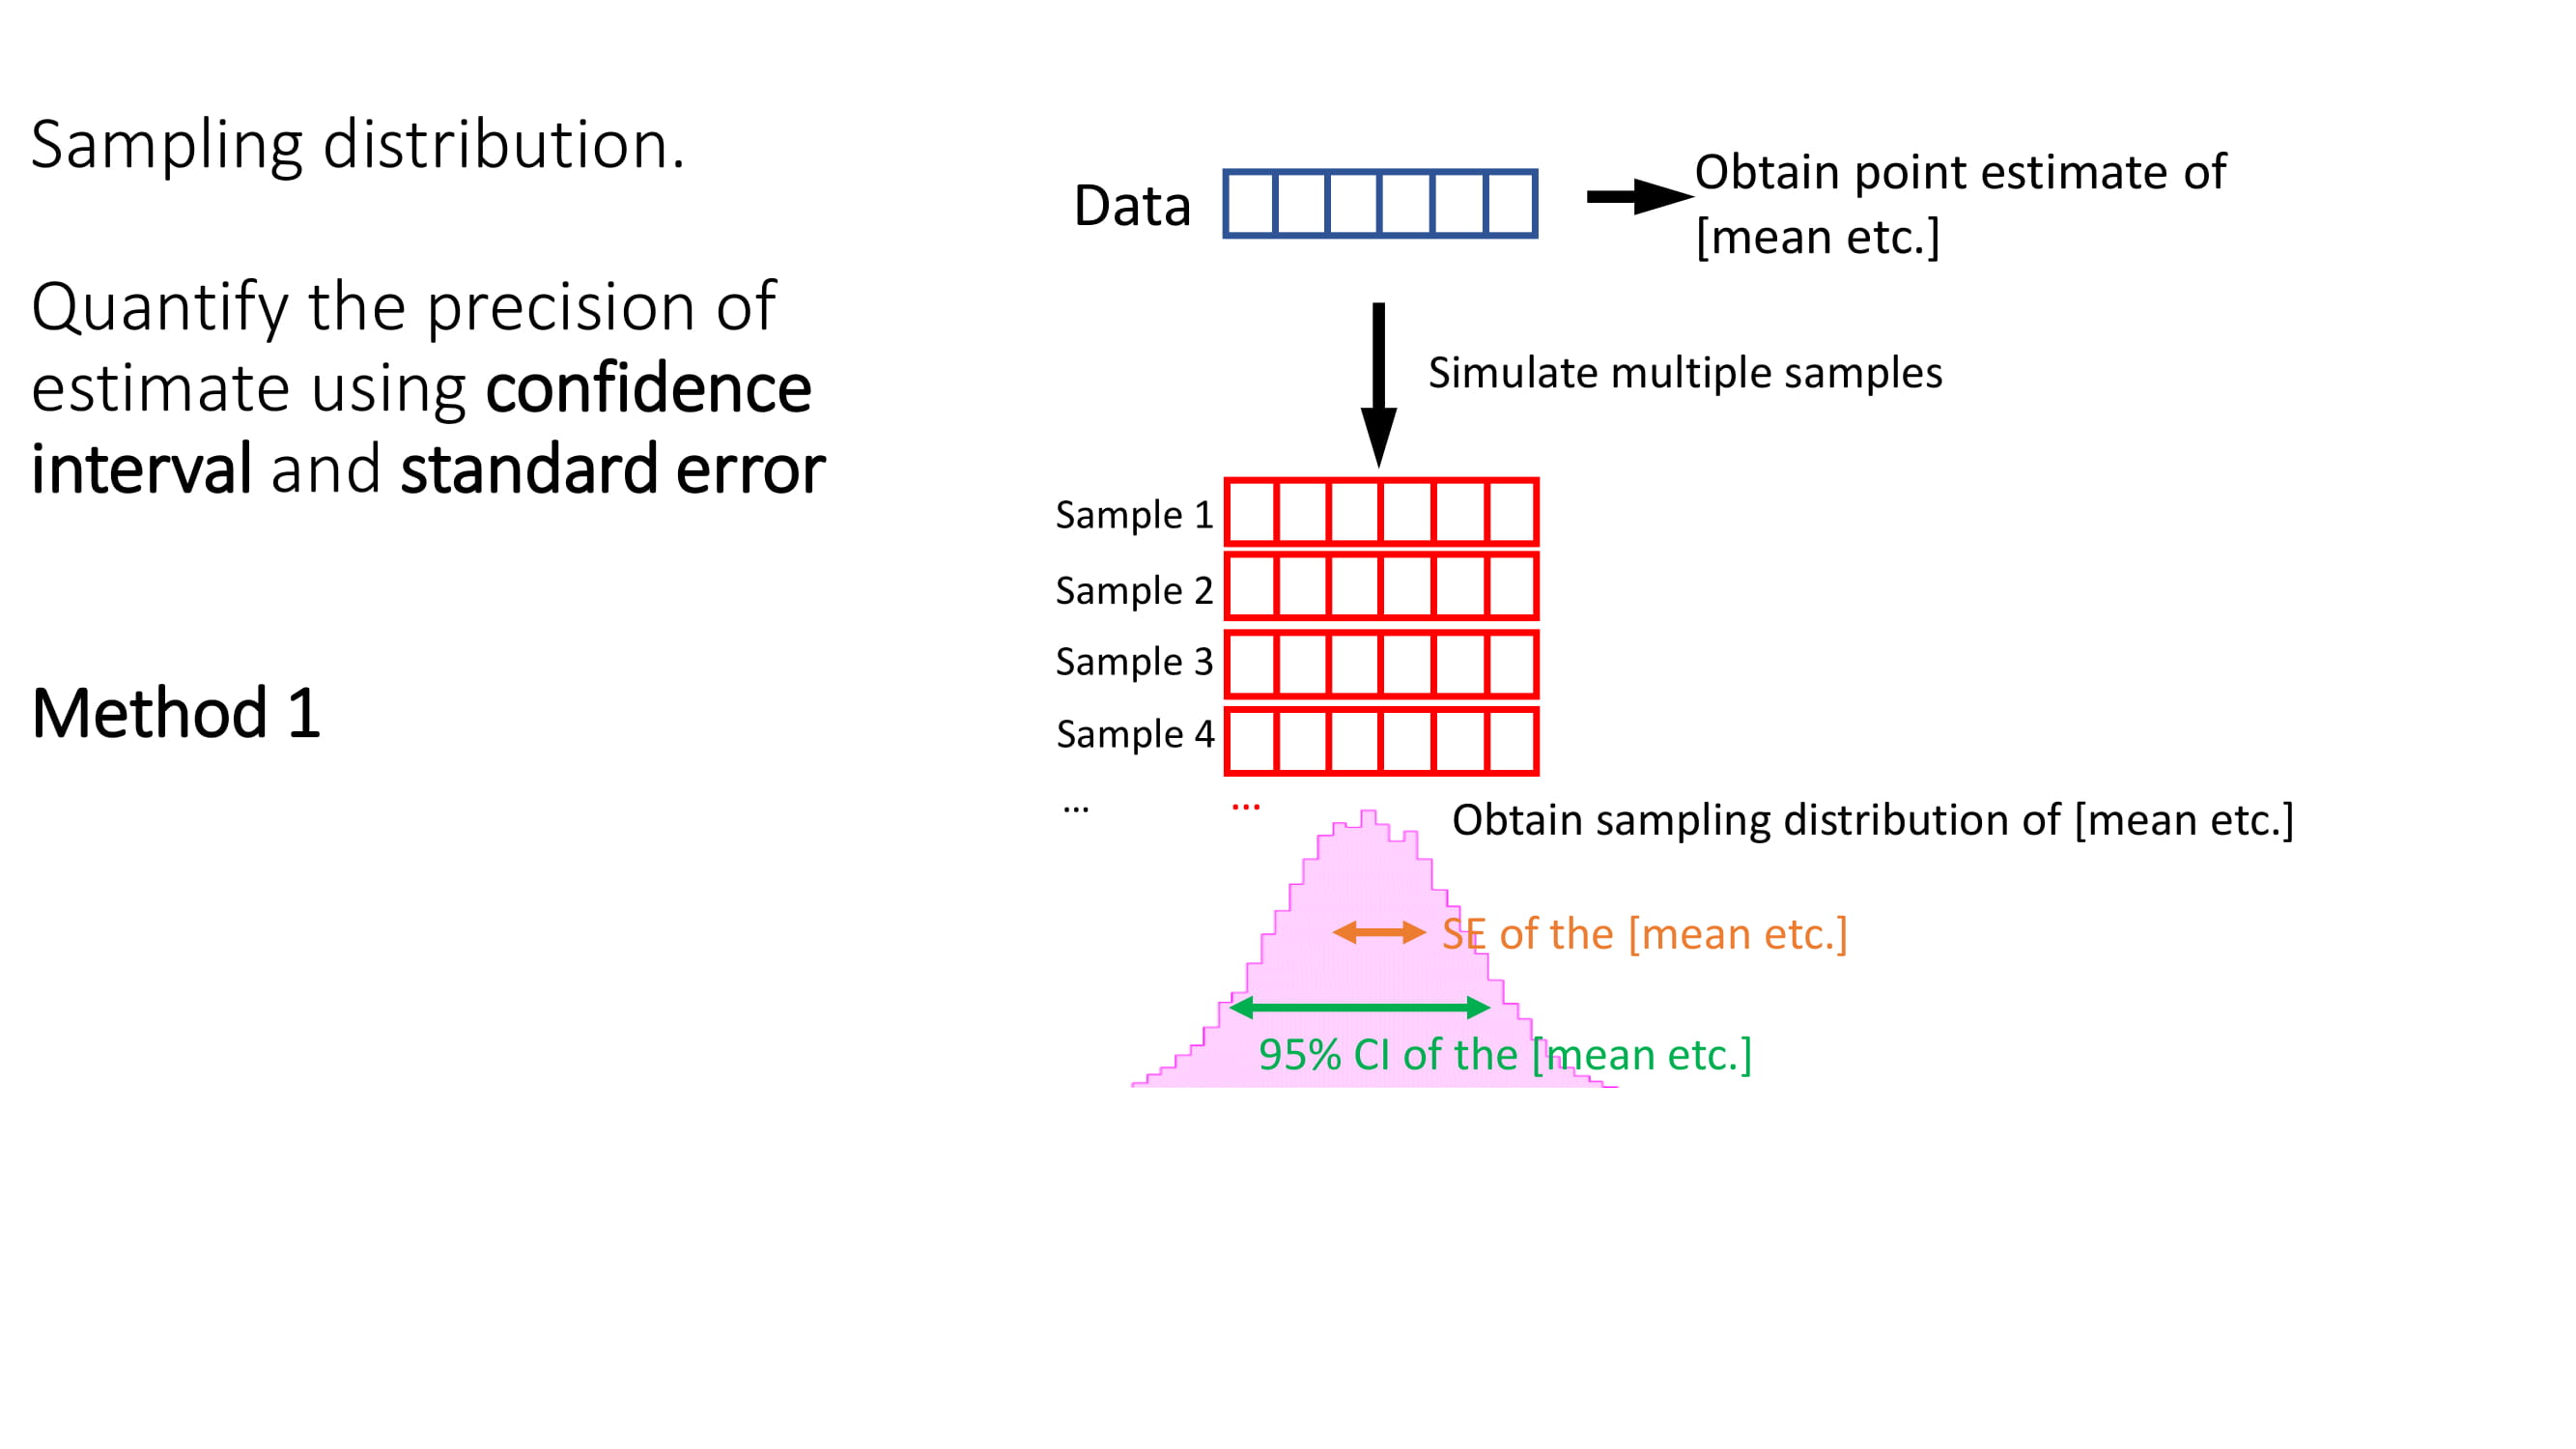 Sampling distribution.
Quantify the precision of
estimate using confidence
interval and standard error
Method 1
Data
Obtain point estimate of
[mean etc.]
Simulate multiple samples
Sample 1
Sample 2
Sample 3
Sample 4
... ...
Obtain sampling distribution of [mean etc.]
SE of the [mean etc.]
95% CI of the [mean etc.]